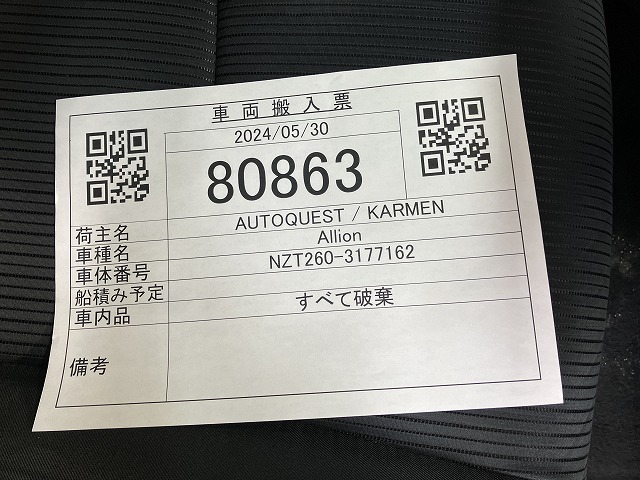 車両搬入票
2024/05/30
80863
荷主名 AUTOQUEST / KARMEN
車種名 Allion
車体番号 NZT260-3177162
船積み予定
車内品 すべて破棄
備考